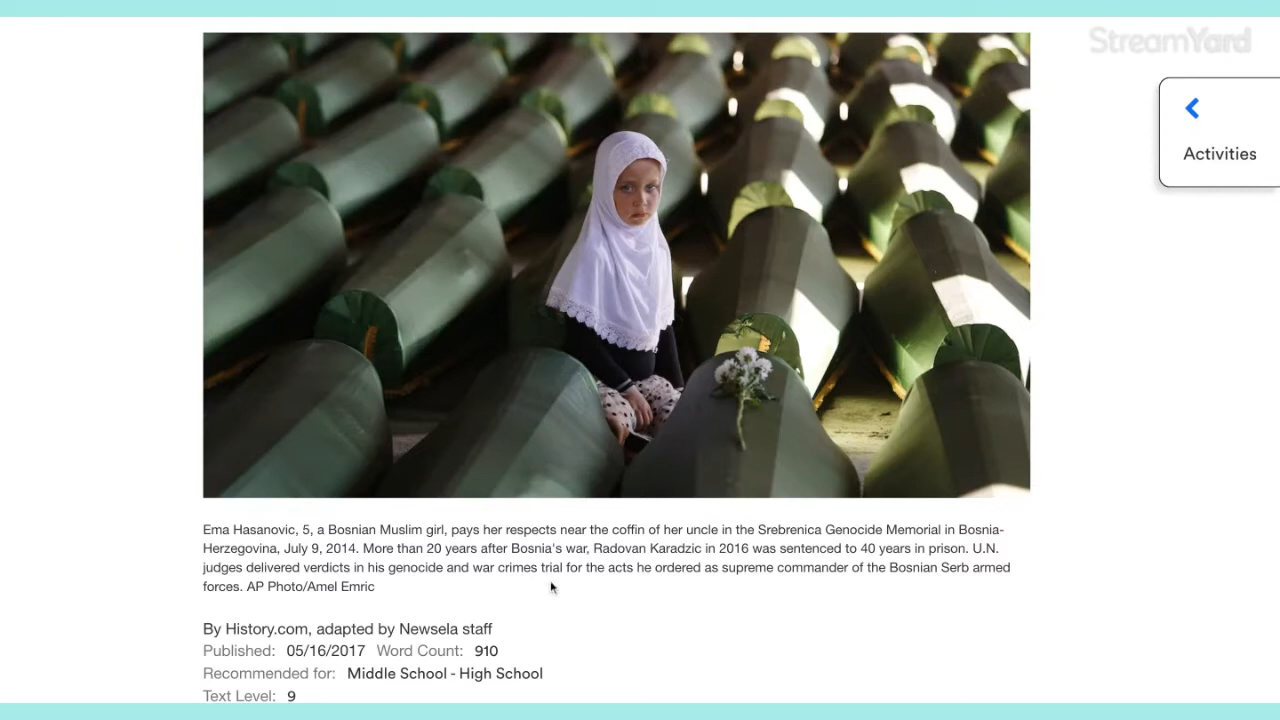 StreamYard
Activities
Ema Hasanovic, 5, a Bosnian Muslim girl, pays her respects near the coffin of her uncle in the Srebrenica Genocide Memorial in Bosnia-
Herzegovina, July 9, 2014. More than 20 years after Bosnia's war, Radovan Karadzic in 2016 was sentenced to 40 years in prison. U.N.
judges delivered verdicts in his genocide and war crimes trial for the acts he ordered as supreme commander of the Bosnian Serb armed
forces. AP Photo/Amel Emric
By History.com, adapted by Newsela staff
Published: 05/16/2017 Word Count: 910
Recommended for: Middle School - High School
Text Level: 9